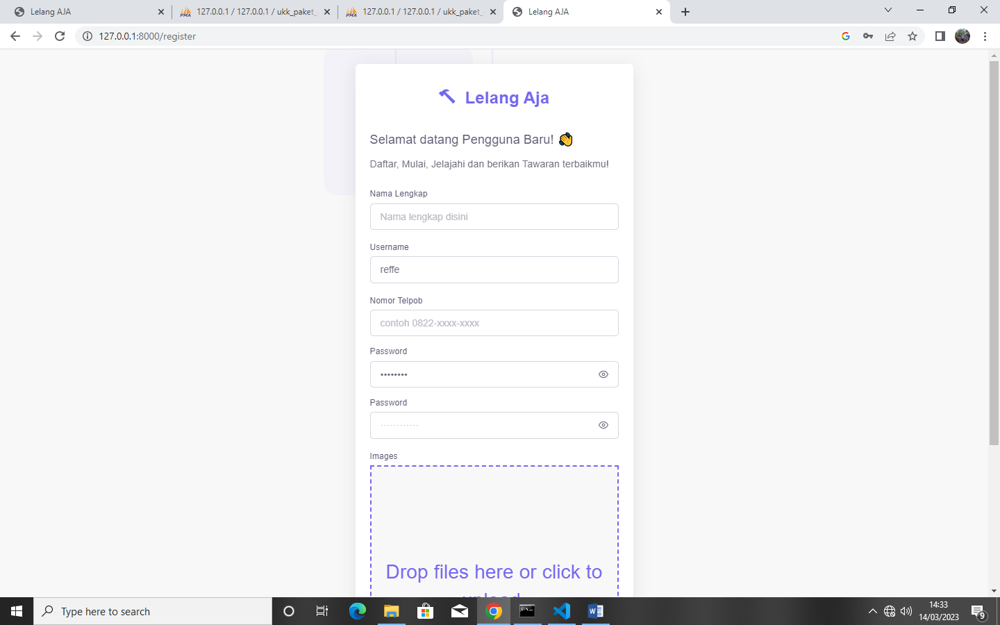 Lelang AJA
127.0.0.1 / 127.0.0.1 / ukk_paket_
127.0.0.1 / 127.0.0.1 / ukk_paket_
Lelang AJA
127.0.0.1:8000/register
Lelang Aja
Selamat datang Pengguna Baru!
Daftar, Mulai, Jelajahi dan berikan Tawaran terbaikmu!
Nama Lengkap
Nama lengkap disini
Username
reffe
Nomor Telpob
contoh 0822-xxxx-xxxx
Password
••••••••
Password
············
Images
Drop files here or click to
upload
Type here to search
14:33
14/03/2023
9